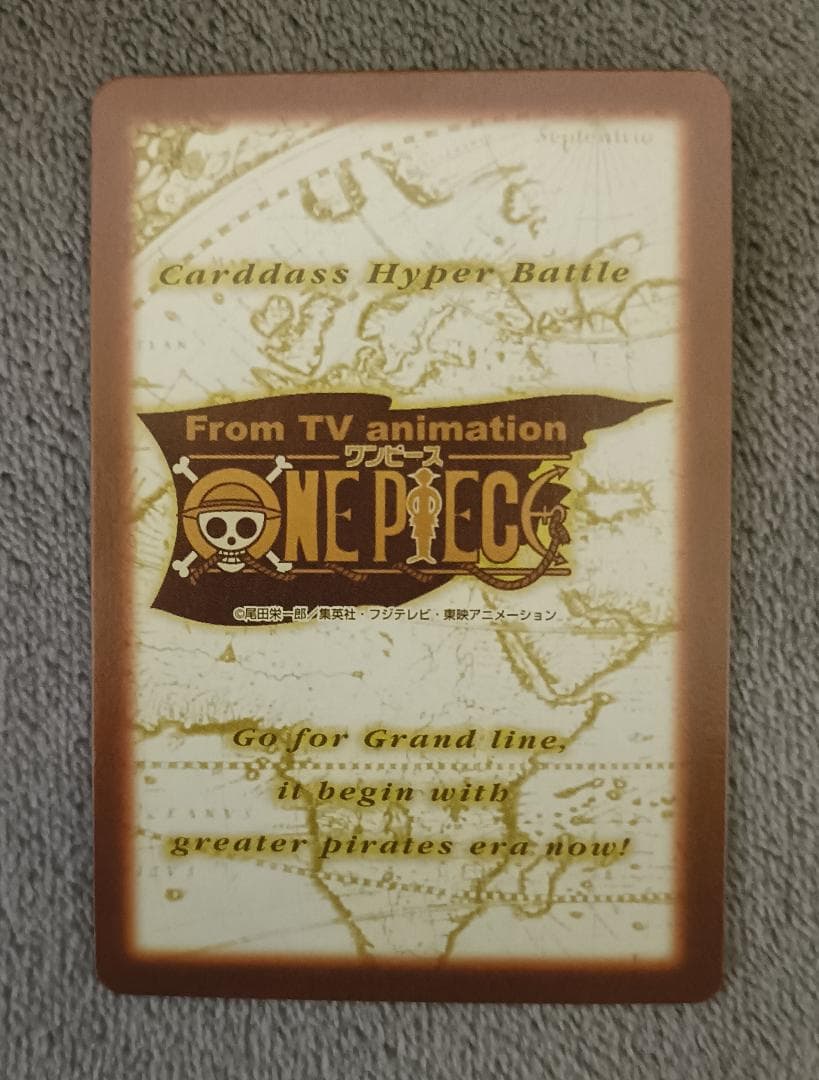 Septentrio
Carddass Hyper Battle
From TV animation
ワンピース
ONE PIECE
©尾田栄一郎／集英社・フジテレビ・東映アニメーション
Go for Grand line,
it begin with
greater pirates era now!